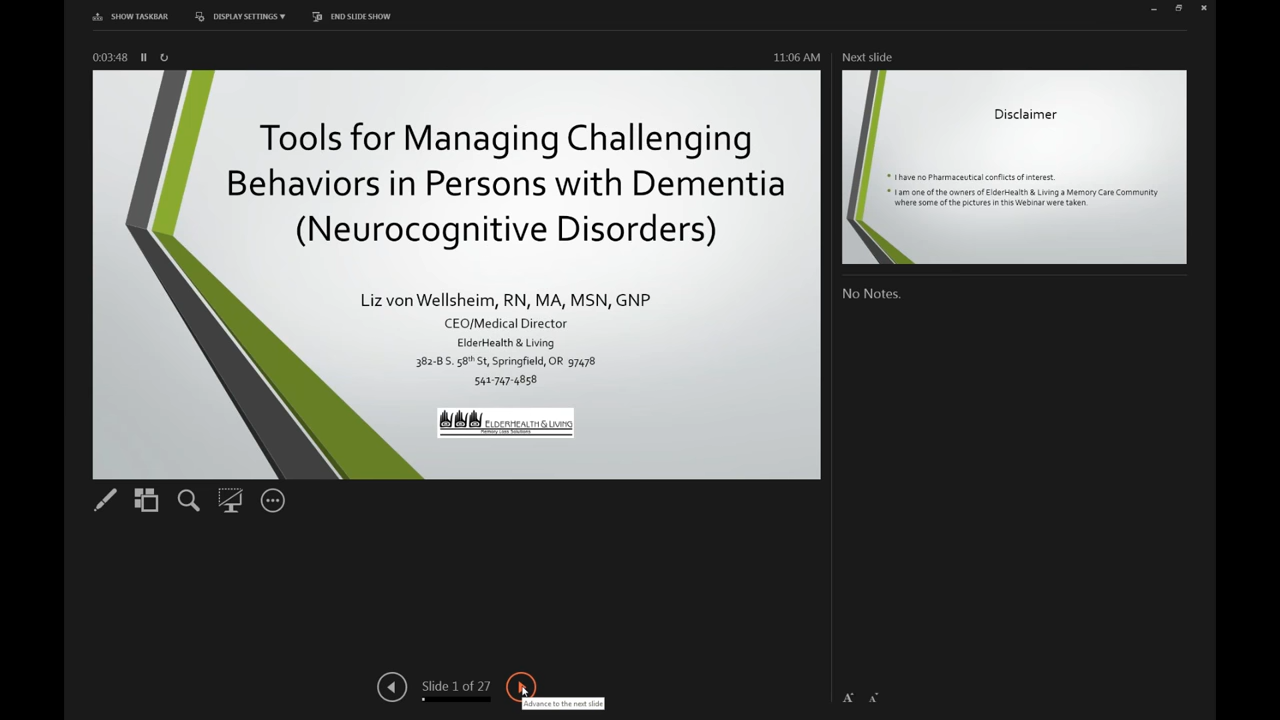 SHOW TASKBAR
DISPLAY SETTINGS ▼
END SLIDE SHOW
0:03:48
11:06 AM
Tools for Managing Challenging
Behaviors in Persons with Dementia
(Neurocognitive Disorders)
Liz von Wellsheim, RN, MA, MSN, GNP
CEO/Medical Director
ElderHealth & Living
382-B S. 58th St, Springfield, OR 97478
541-747-4858
ELDERHEALTH & LIVING
Memory Loss Solutions
Next slide
Disclaimer
* I have no Pharmaceutical conflicts of interest.
* I am one of the owners of ElderHealth & Living a Memory Care Community
where some of the pictures in this Webinar were taken.
No Notes.
Slide 1 of 27
Advance to the next slide
A
A